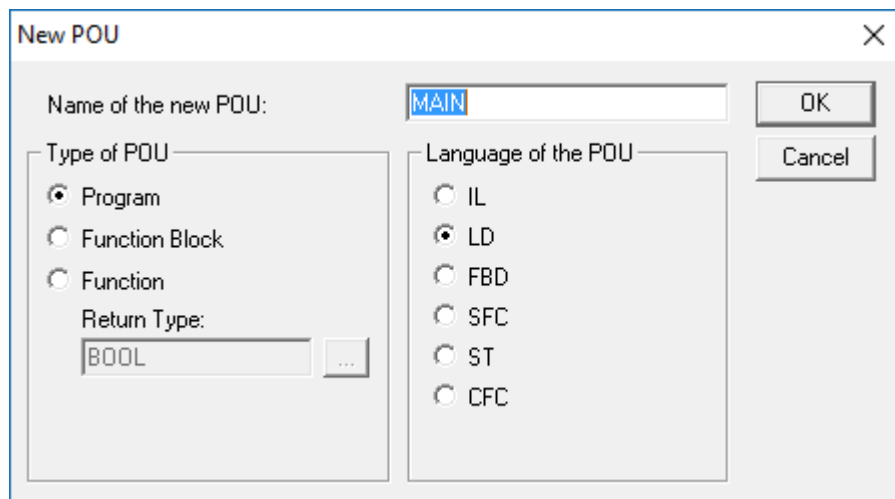 New POU
Name of the new POU:
MAIN
OK
Cancel
Type of POU
Program
Function Block
Function
Return Type:
BOOL
...
Language of the POU
IL
LD
FBD
SFC
ST
CFC